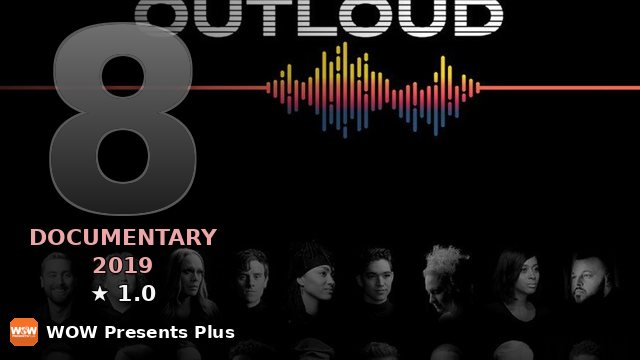 OUTLOUD
8
DOCUMENTARY
2019
★ 1.0
WOW
WOW Presents Plus